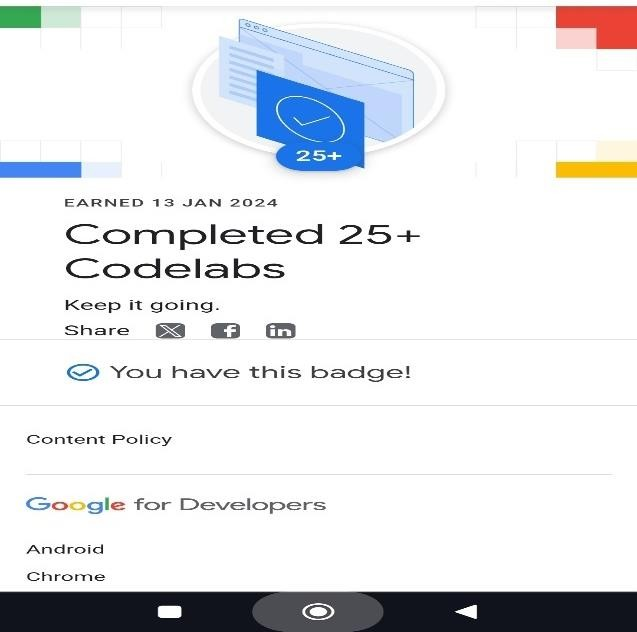 25+
EARNED 13 JAN 2024
Completed 25+
Codelabs
Keep it going.
Share
You have this badge!
Content Policy
Google for Developers
Android
Chrome